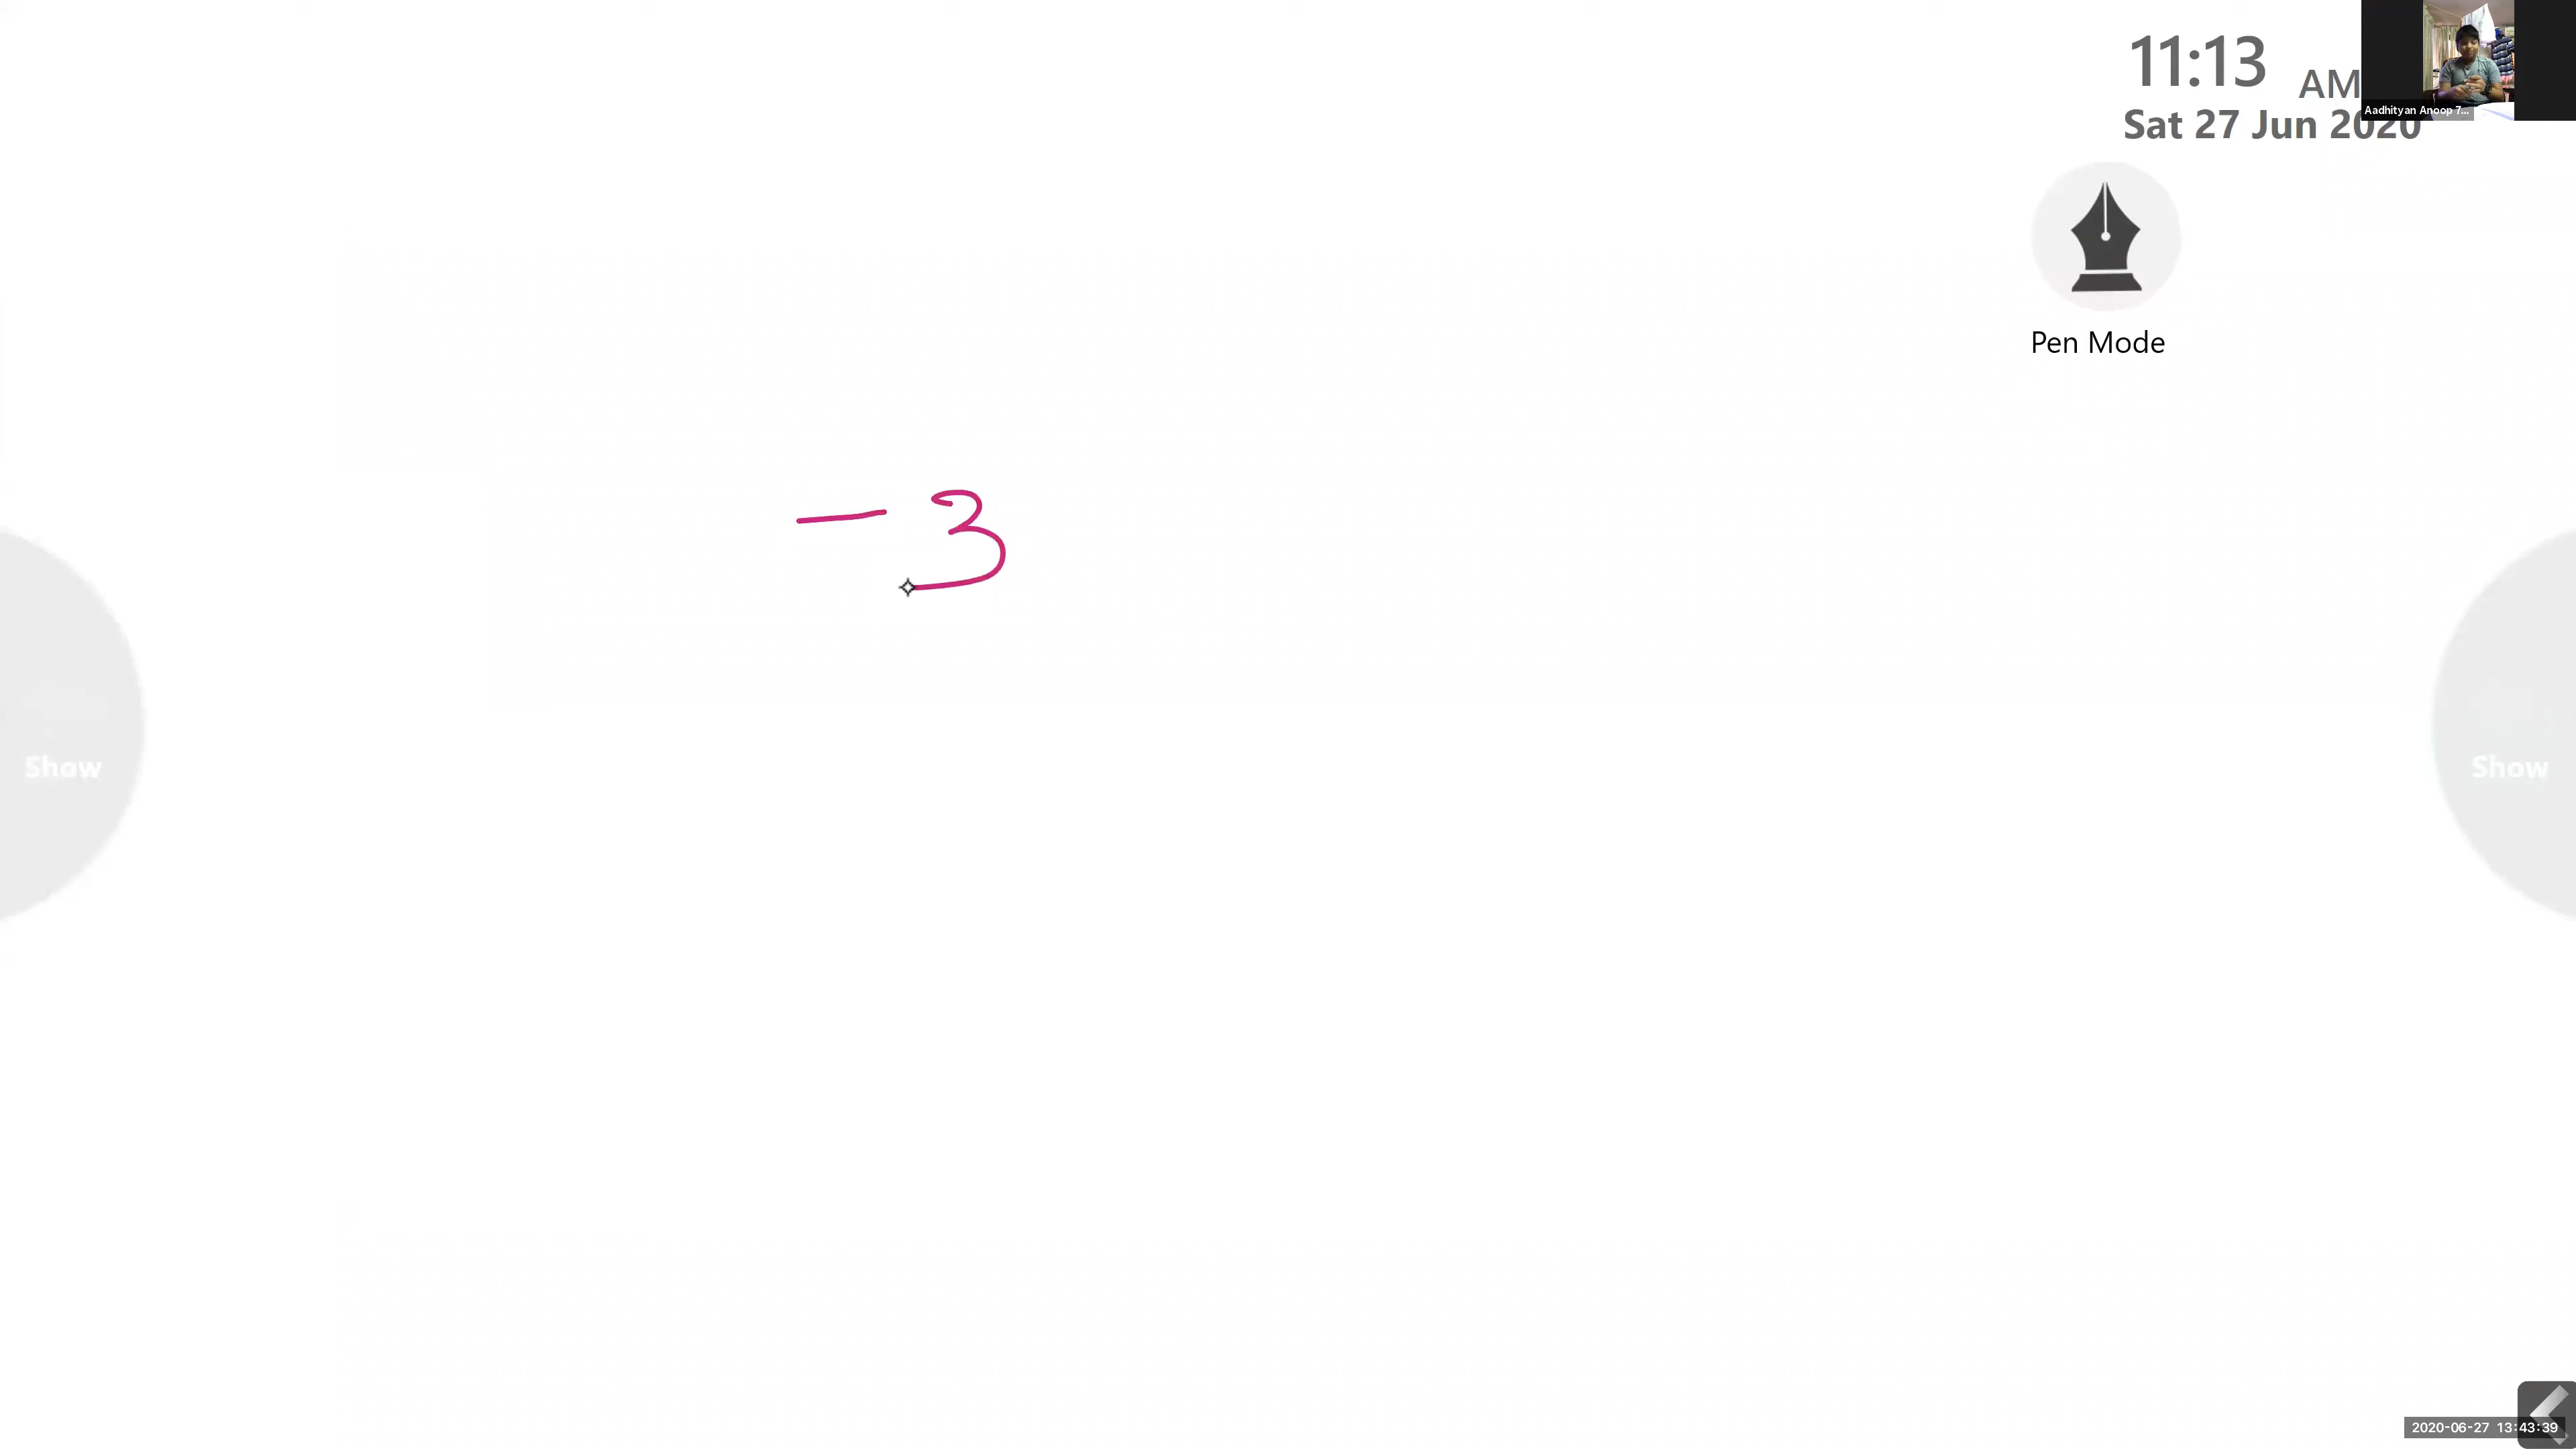 11:13 AM
Sat 27 Jun 2020
Aadhityan Anoop 7...
Pen Mode
- 3
Show
Show
2020-06-27 13:43:39